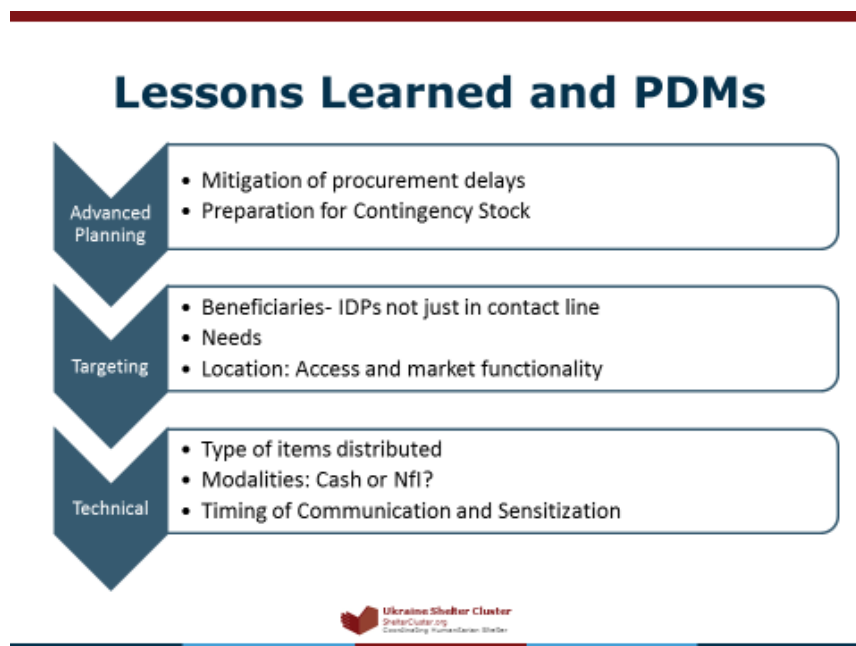 Lessons Learned and PDMs
Advanced
Planning
• Mitigation of procurement delays
• Preparation for Contingency Stock
Targeting
• Beneficiaries- IDPs not just in contact line
• Needs
• Location: Access and market functionality
Technical
• Type of items distributed
• Modalities: Cash or NfI?
• Timing of Communication and Sensitization
Ukraine Shelter Cluster
ShelterCluster.org
Coordinating Humanitarian Shelter